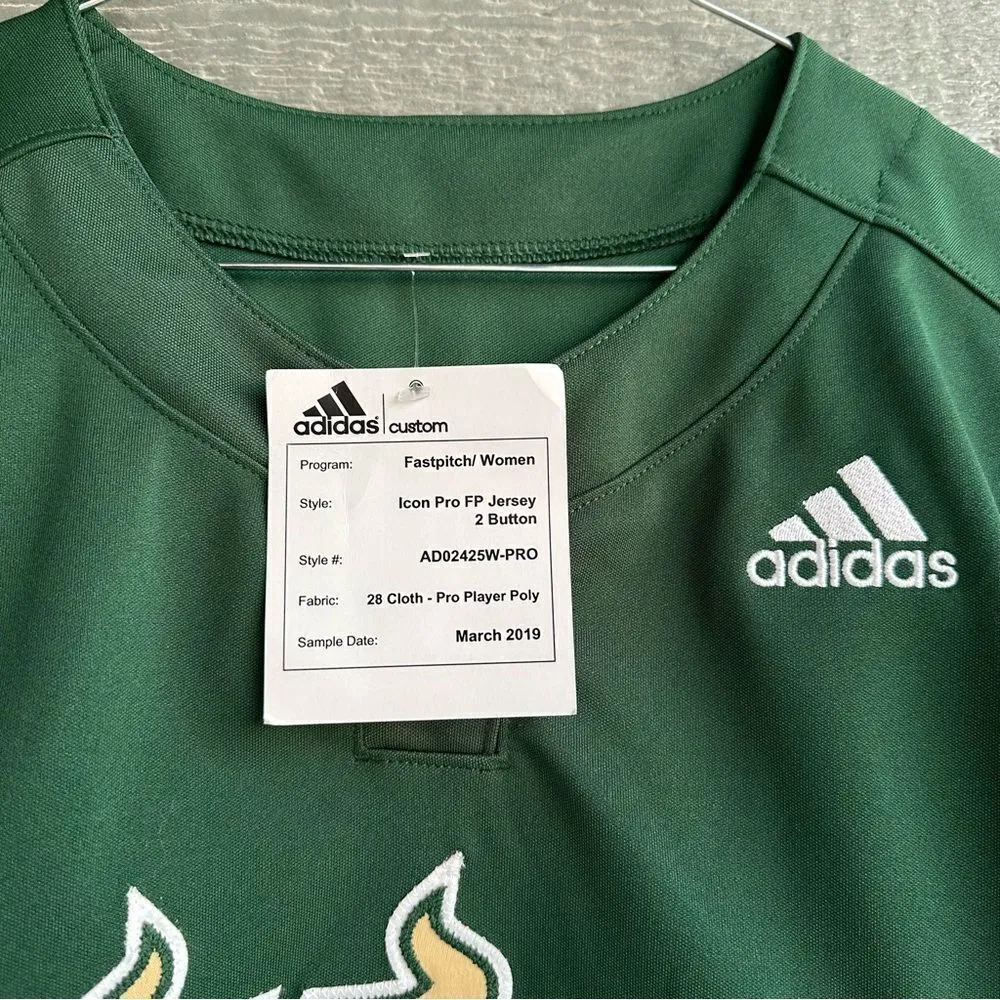 adidas | custom
Program: Fastpitch/ Women
Style: Icon Pro FP Jersey
2 Button
Style #: AD02425W-PRO
Fabric: 28 Cloth - Pro Player Poly
Sample Date: March 2019
adidas